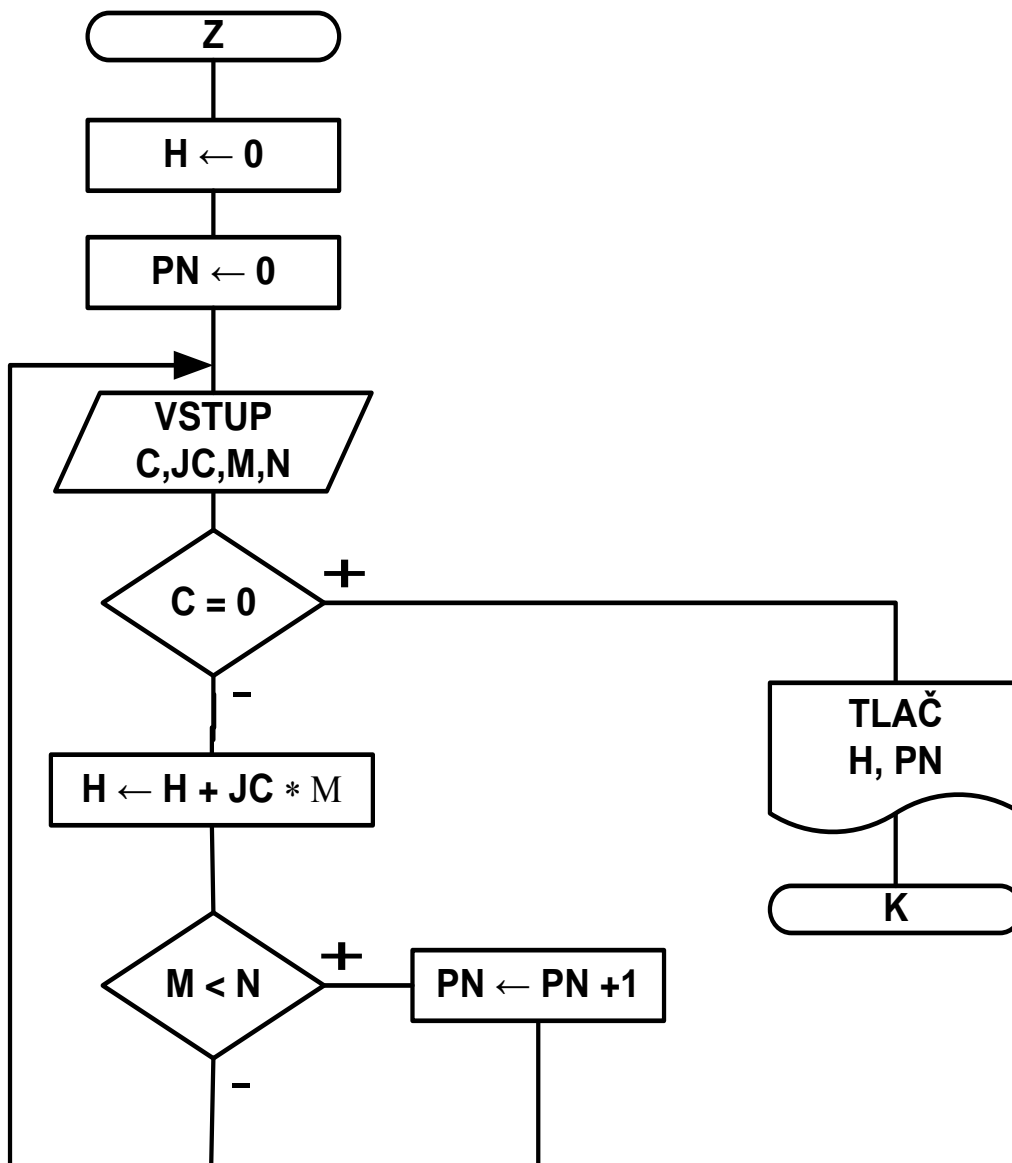 Z
H ← 0
PN ← 0
VSTUP
C,JC,M,N
C = 0
+
-
TLAČ
H, PN
H ← H + JC * M
K
M < N
+
PN ← PN +1
-